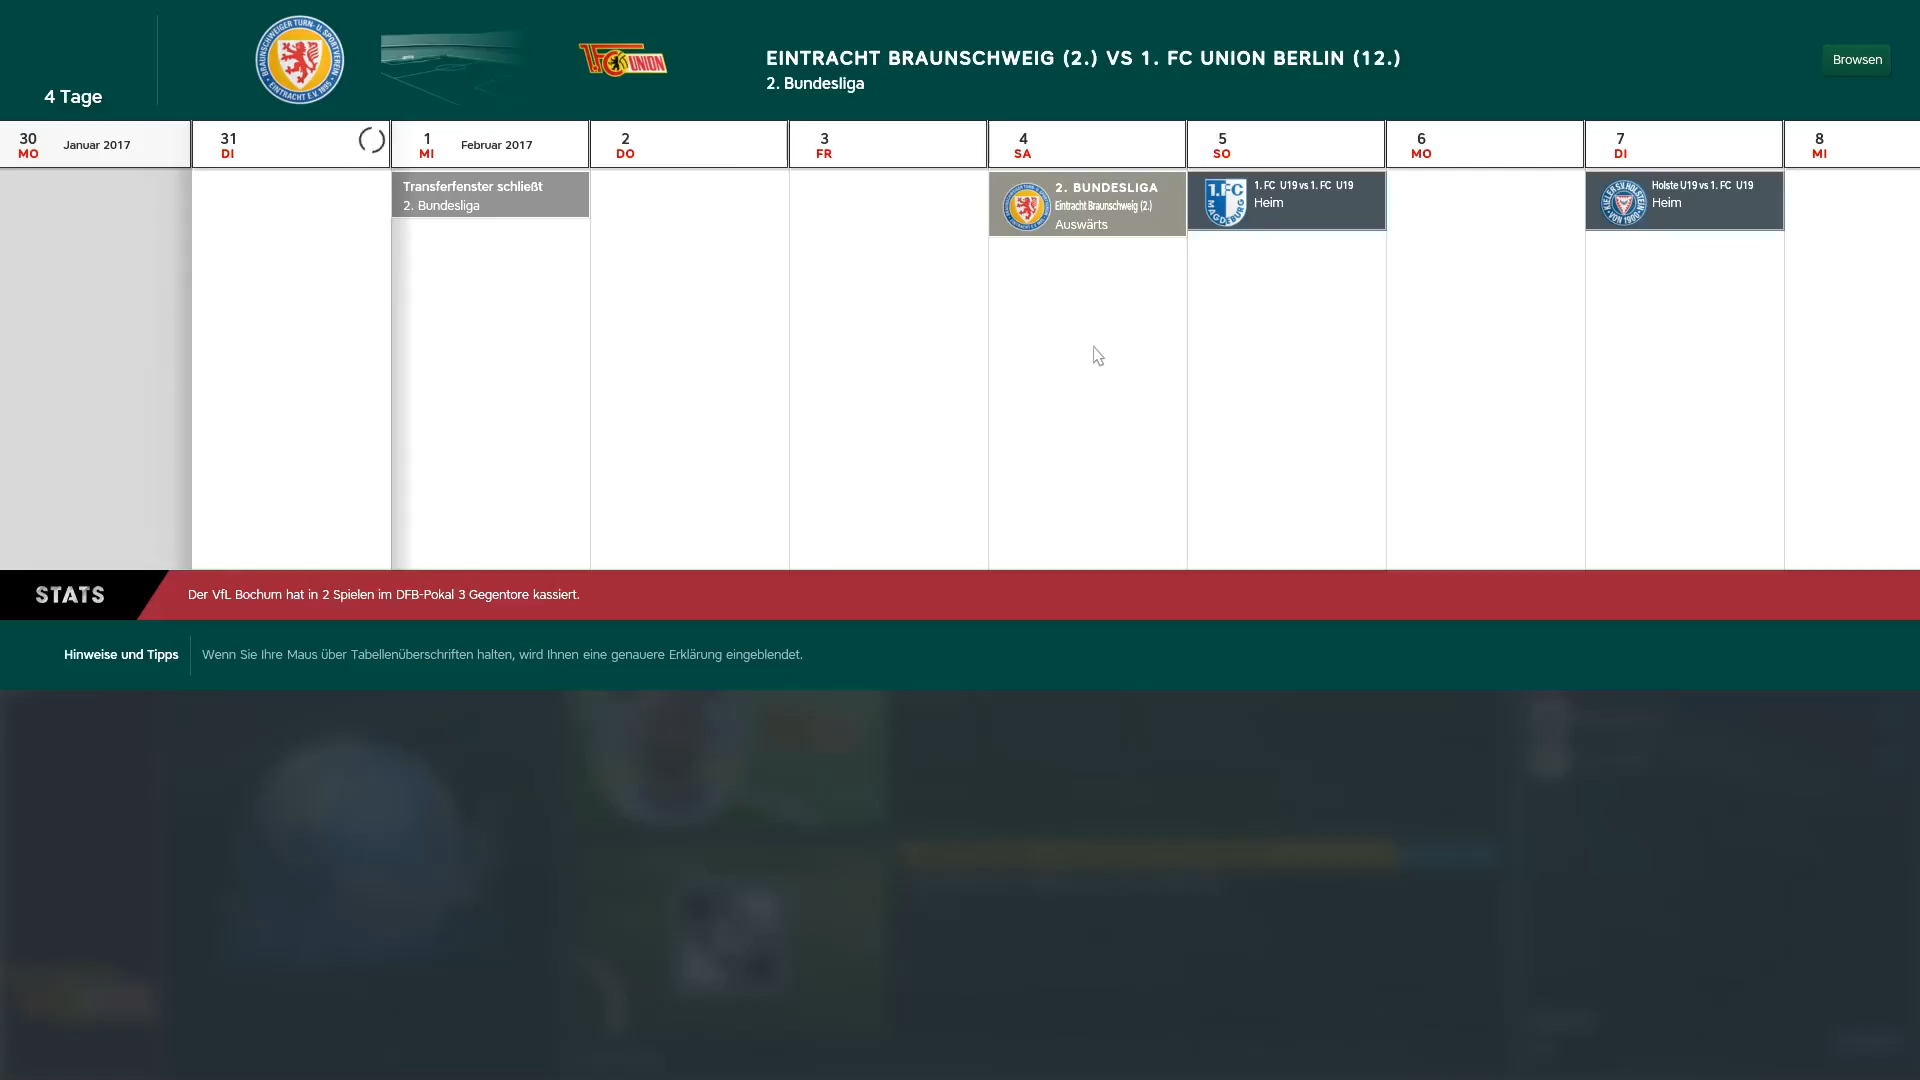 EINTRACHT BRAUNSCHWEIG (2.) VS 1. FC UNION BERLIN (12.)
2. Bundesliga
4 Tage
Browsen
30 MO Januar 2017
31 DI
1 MI Februar 2017
2 DO
3 FR
4 SA
5 SO
6 MO
7 DI
8 MI
Transferfenster schließt
2. Bundesliga
2. BUNDESLIGA
Eintracht Braunschweig (2.)
Auswärts
1. FC U19 vs 1. FC U19
Heim
Holste U19 vs 1. FC U19
Heim
STATS
Der VfL Bochum hat in 2 Spielen im DFB-Pokal 3 Gegentore kassiert.
Hinweise und Tipps
Wenn Sie Ihre Maus über Tabellenüberschriften halten, wird Ihnen eine genauere Erklärung eingeblendet.